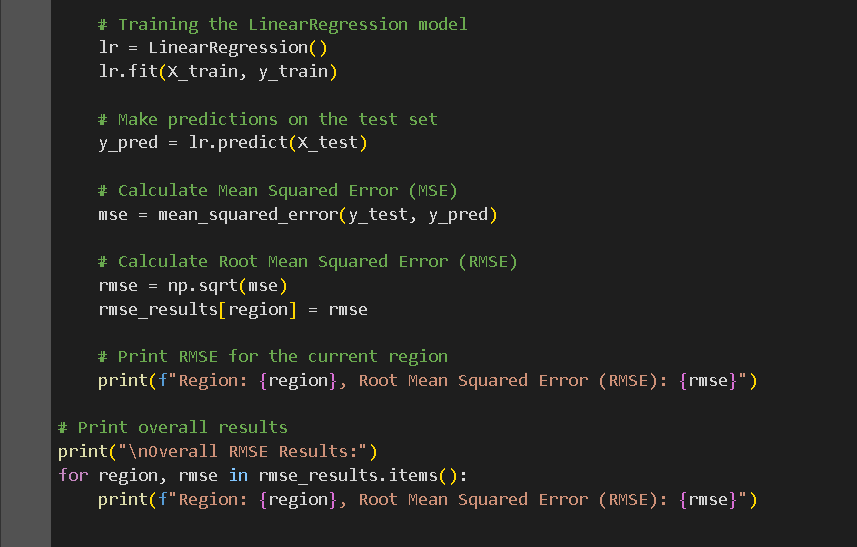 # Training the LinearRegression model
lr = LinearRegression()
lr.fit(X_train, y_train)
# Make predictions on the test set
y_pred = lr.predict(X_test)
# Calculate Mean Squared Error (MSE)
mse = mean_squared_error(y_test, y_pred)
# Calculate Root Mean Squared Error (RMSE)
rmse = np.sqrt(mse)
rmse_results[region] = rmse
# Print RMSE for the current region
print(f"Region: {region}, Root Mean Squared Error (RMSE): {rmse}")
# Print overall results
print("\nOverall RMSE Results:")
for region, rmse in rmse_results.items():
print(f"Region: {region}, Root Mean Squared Error (RMSE): {rmse}")